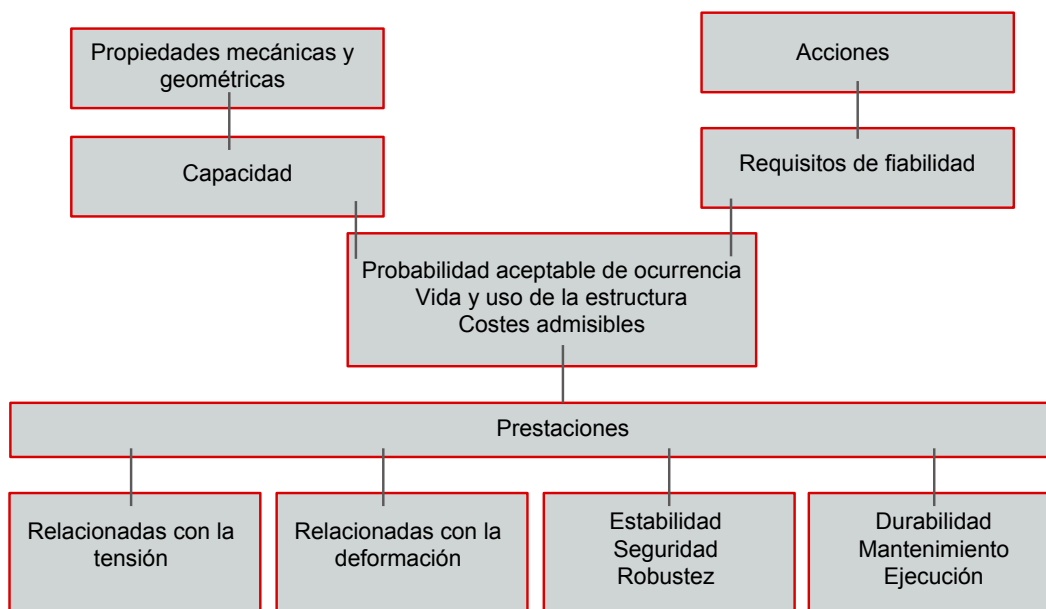 Propiedades mecánicas y
geométricas
Acciones
Capacidad
Requisitos de fiabilidad
Probabilidad aceptable de ocurrencia
Vida y uso de la estructura
Costes admisibles
Prestaciones
Relacionadas con la
tensión
Relacionadas con la
deformación
Estabilidad
Seguridad
Robustez
Durabilidad
Mantenimiento
Ejecución